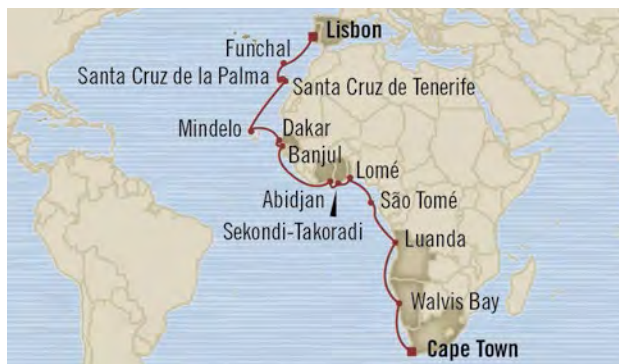 Lisbon
Funchal
Santa Cruz de la Palma
Santa Cruz de Tenerife
Mindelo
Dakar
Banjul
Lomé
Abidjan
São Tomé
Sekondi-Takoradi
Luanda
Walvis Bay
Cape Town